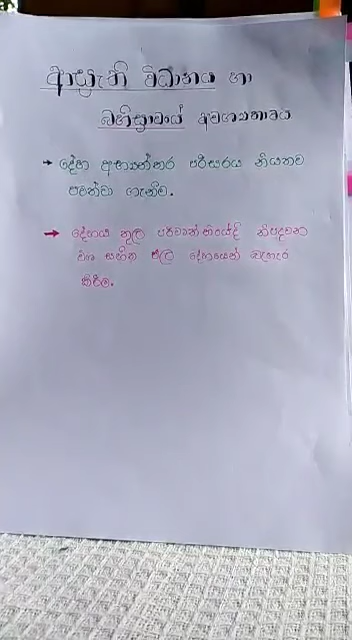 ආස්‍රැති විධානය හා
බහිස්‍රාවයේ අවශ්‍යතාවය
→ දේහ අභ්‍යන්තර පරිසරය නියතව
පවත්වා ගැනීම.
→ දේහය තුල පරිවෘත්තියේදී නිපදවන
විෂ සහිත ඵල දේහයෙන් බැහැර
කිරීම.